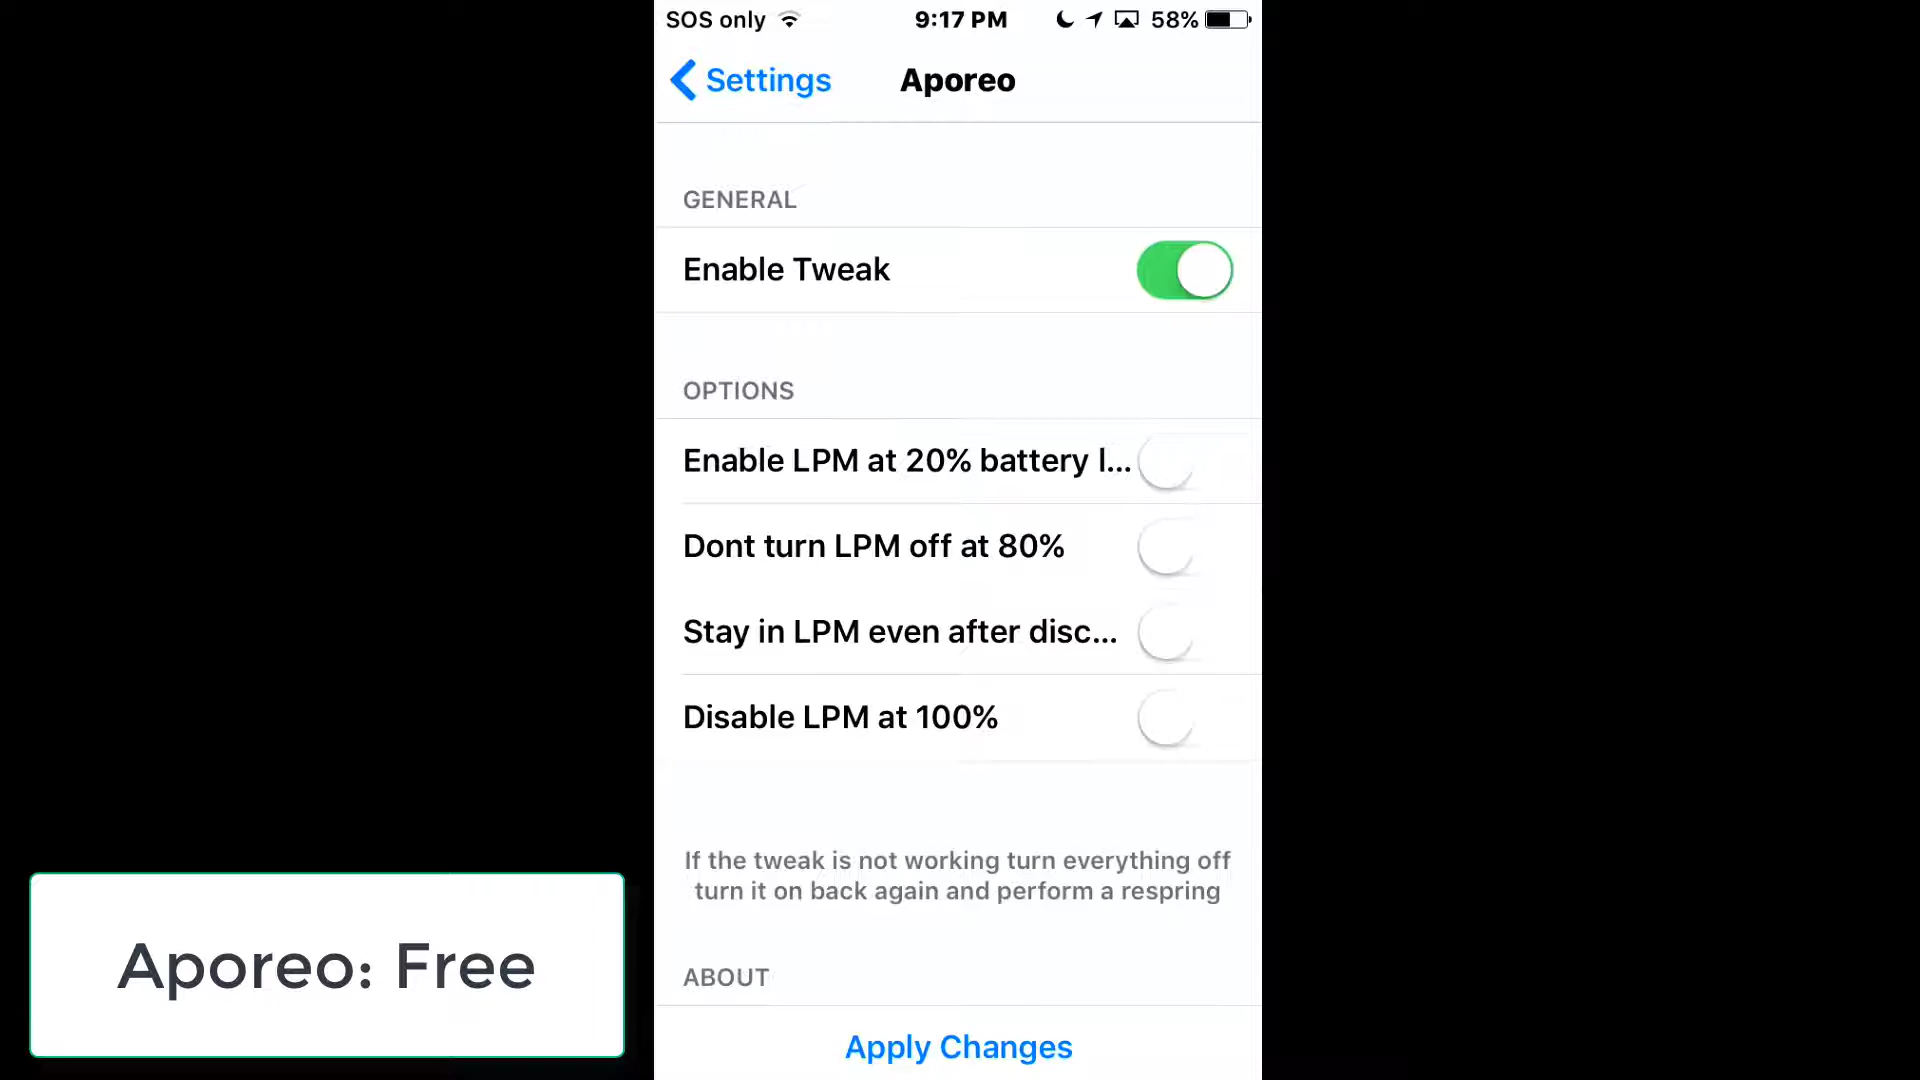 SOS only
9:17 PM
58%
Settings
Aporeo
GENERAL
Enable Tweak
OPTIONS
Enable LPM at 20% battery l...
Dont turn LPM off at 80%
Stay in LPM even after disc...
Disable LPM at 100%
If the tweak is not working turn everything off
turn it on back again and perform a respring
ABOUT
Apply Changes
Aporeo: Free